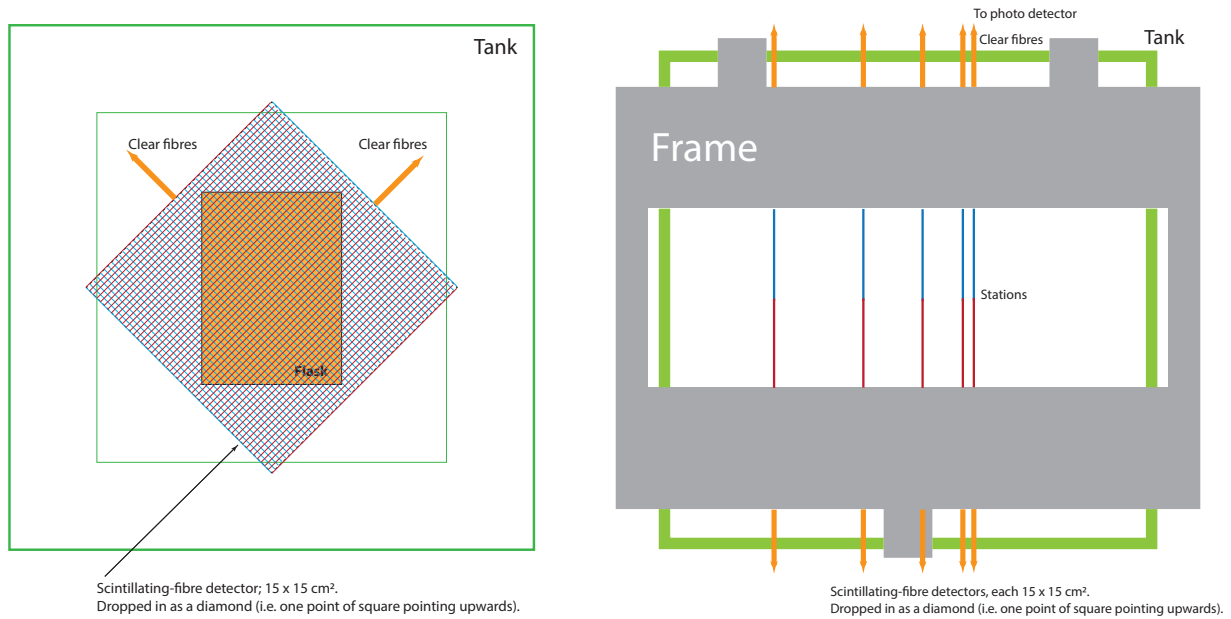 Tank
Clear fibres
Clear fibres
Flask
Scintillating-fibre detector; 15 x 15 cm².
Dropped in as a diamond (i.e. one point of square pointing upwards).
To photo detector
Clear fibres
Tank
Frame
Stations
Scintillating-fibre detectors, each 15 x 15 cm².
Dropped in as a diamond (i.e. one point of square pointing upwards).